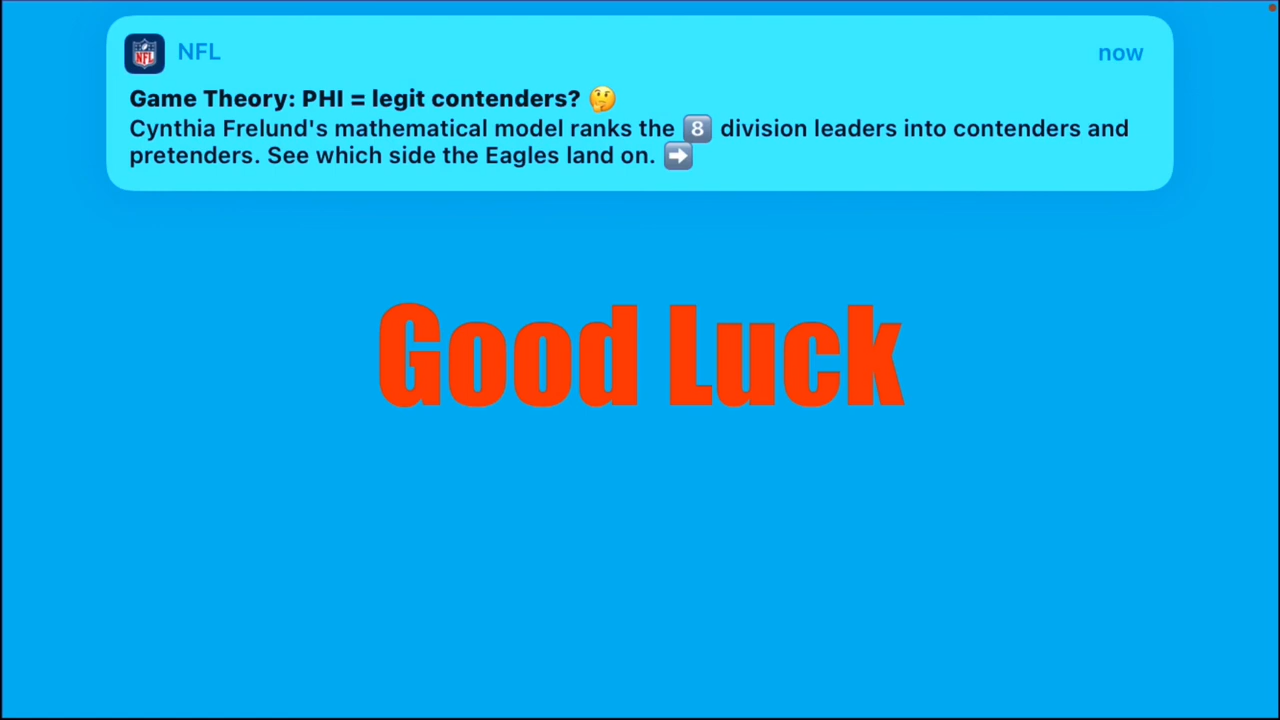 NFL
now
Game Theory: PHI = legit contenders? 🤔
Cynthia Frelund's mathematical model ranks the 8️⃣ division leaders into contenders and
pretenders. See which side the Eagles land on. ➡️
Good Luck